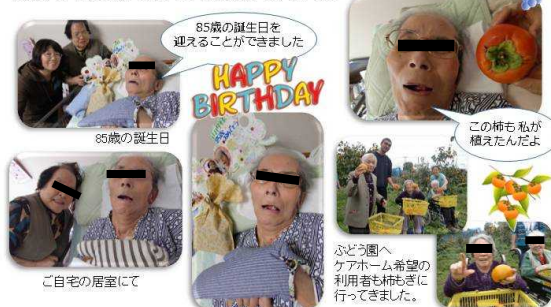 85歳の誕生日を
迎えることができました
HAPPY
BIRTHDAY
85歳の誕生日
この柿も私が
植えたんだよ
ご自宅の居室にて
ぶどう園へ
ケアホーム希望の
利用者も柿もぎに
行ってきました。